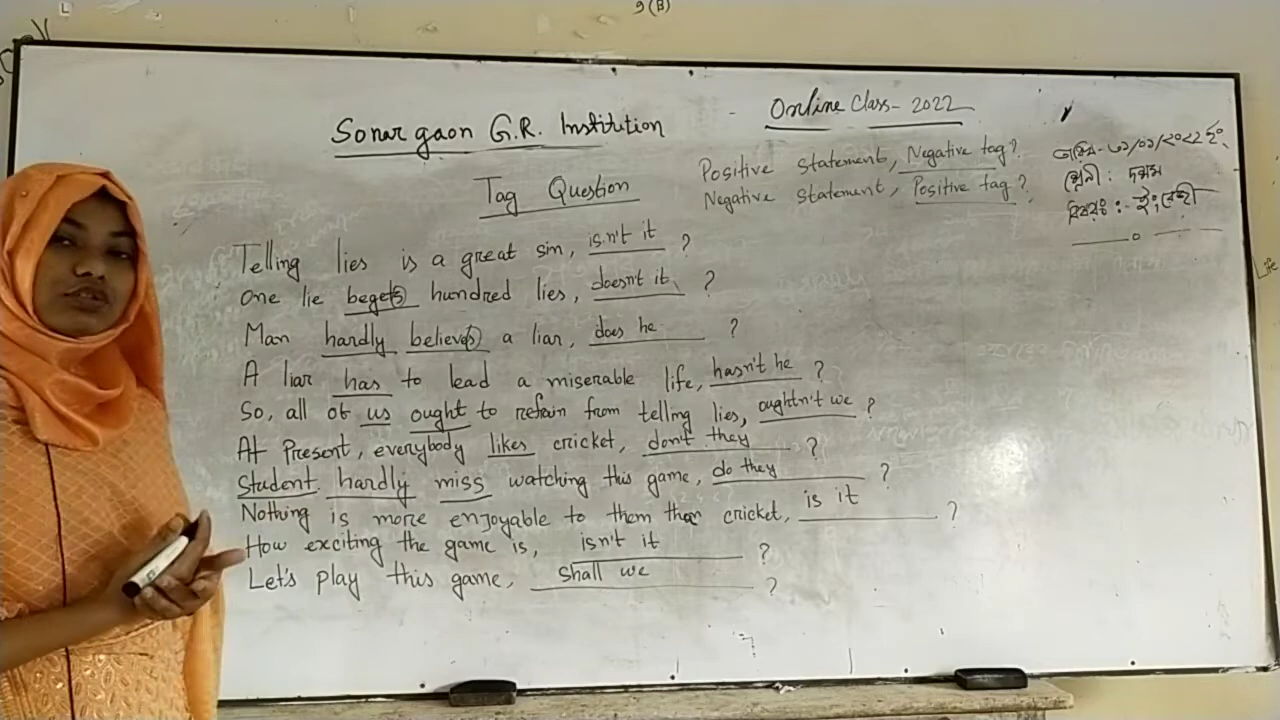 9(B)
Sonargaon G.R. Institution
Online Class- 2022
Tag Question
Positive statement, Negative tag?
Negative Statement, Positive tag?
তারিখ- ৩১/০১/২০২২ ইং
শ্রেণী: দশম
বিষয়ঃ- ইংরেজী
Telling lies is a great sin, isn't it ?
One lie beget(s) hundred lies, doesn't it ?
Man hardly believe(s) a liar, does he ?
A liar has to lead a miserable life, hasn't he ?
So, all of us ought to refrain from telling lies, oughtn't we ?
At Present, everybody likes cricket, don't they ?
Student hardly miss watching this game, do they ?
Nothing is more enjoyable to them than cricket, is it ?
How exciting the game is, isn't it ?
Let's play this game, shall we ?
Life